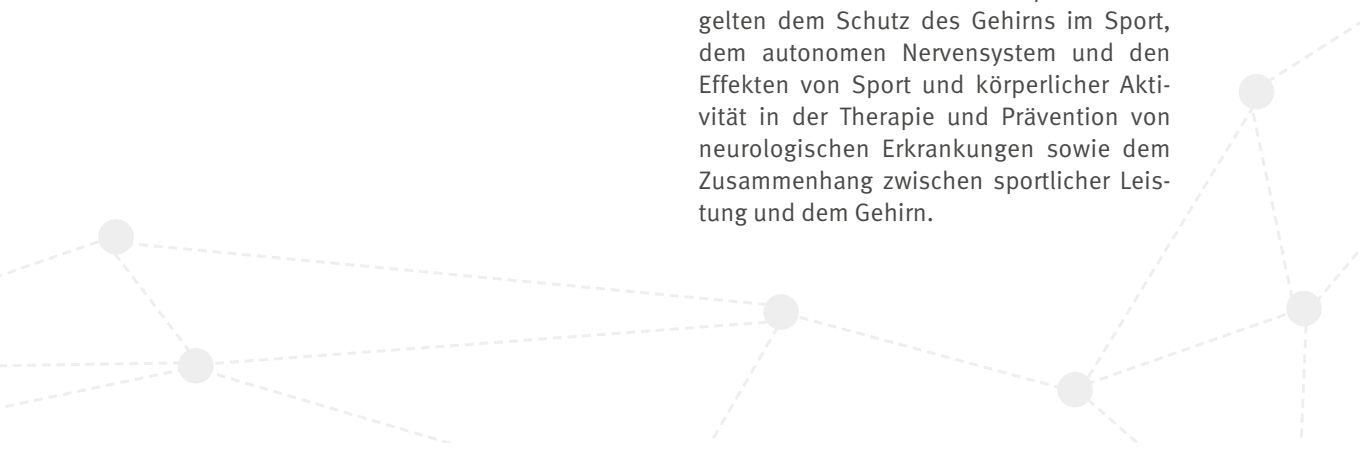 gelten dem Schutz des Gehirns im Sport,
dem autonomen Nervensystem und den
Effekten von Sport und körperlicher Akti-
vität in der Therapie und Prävention von
neurologischen Erkrankungen sowie dem
Zusammenhang zwischen sportlicher Leis-
tung und dem Gehirn.